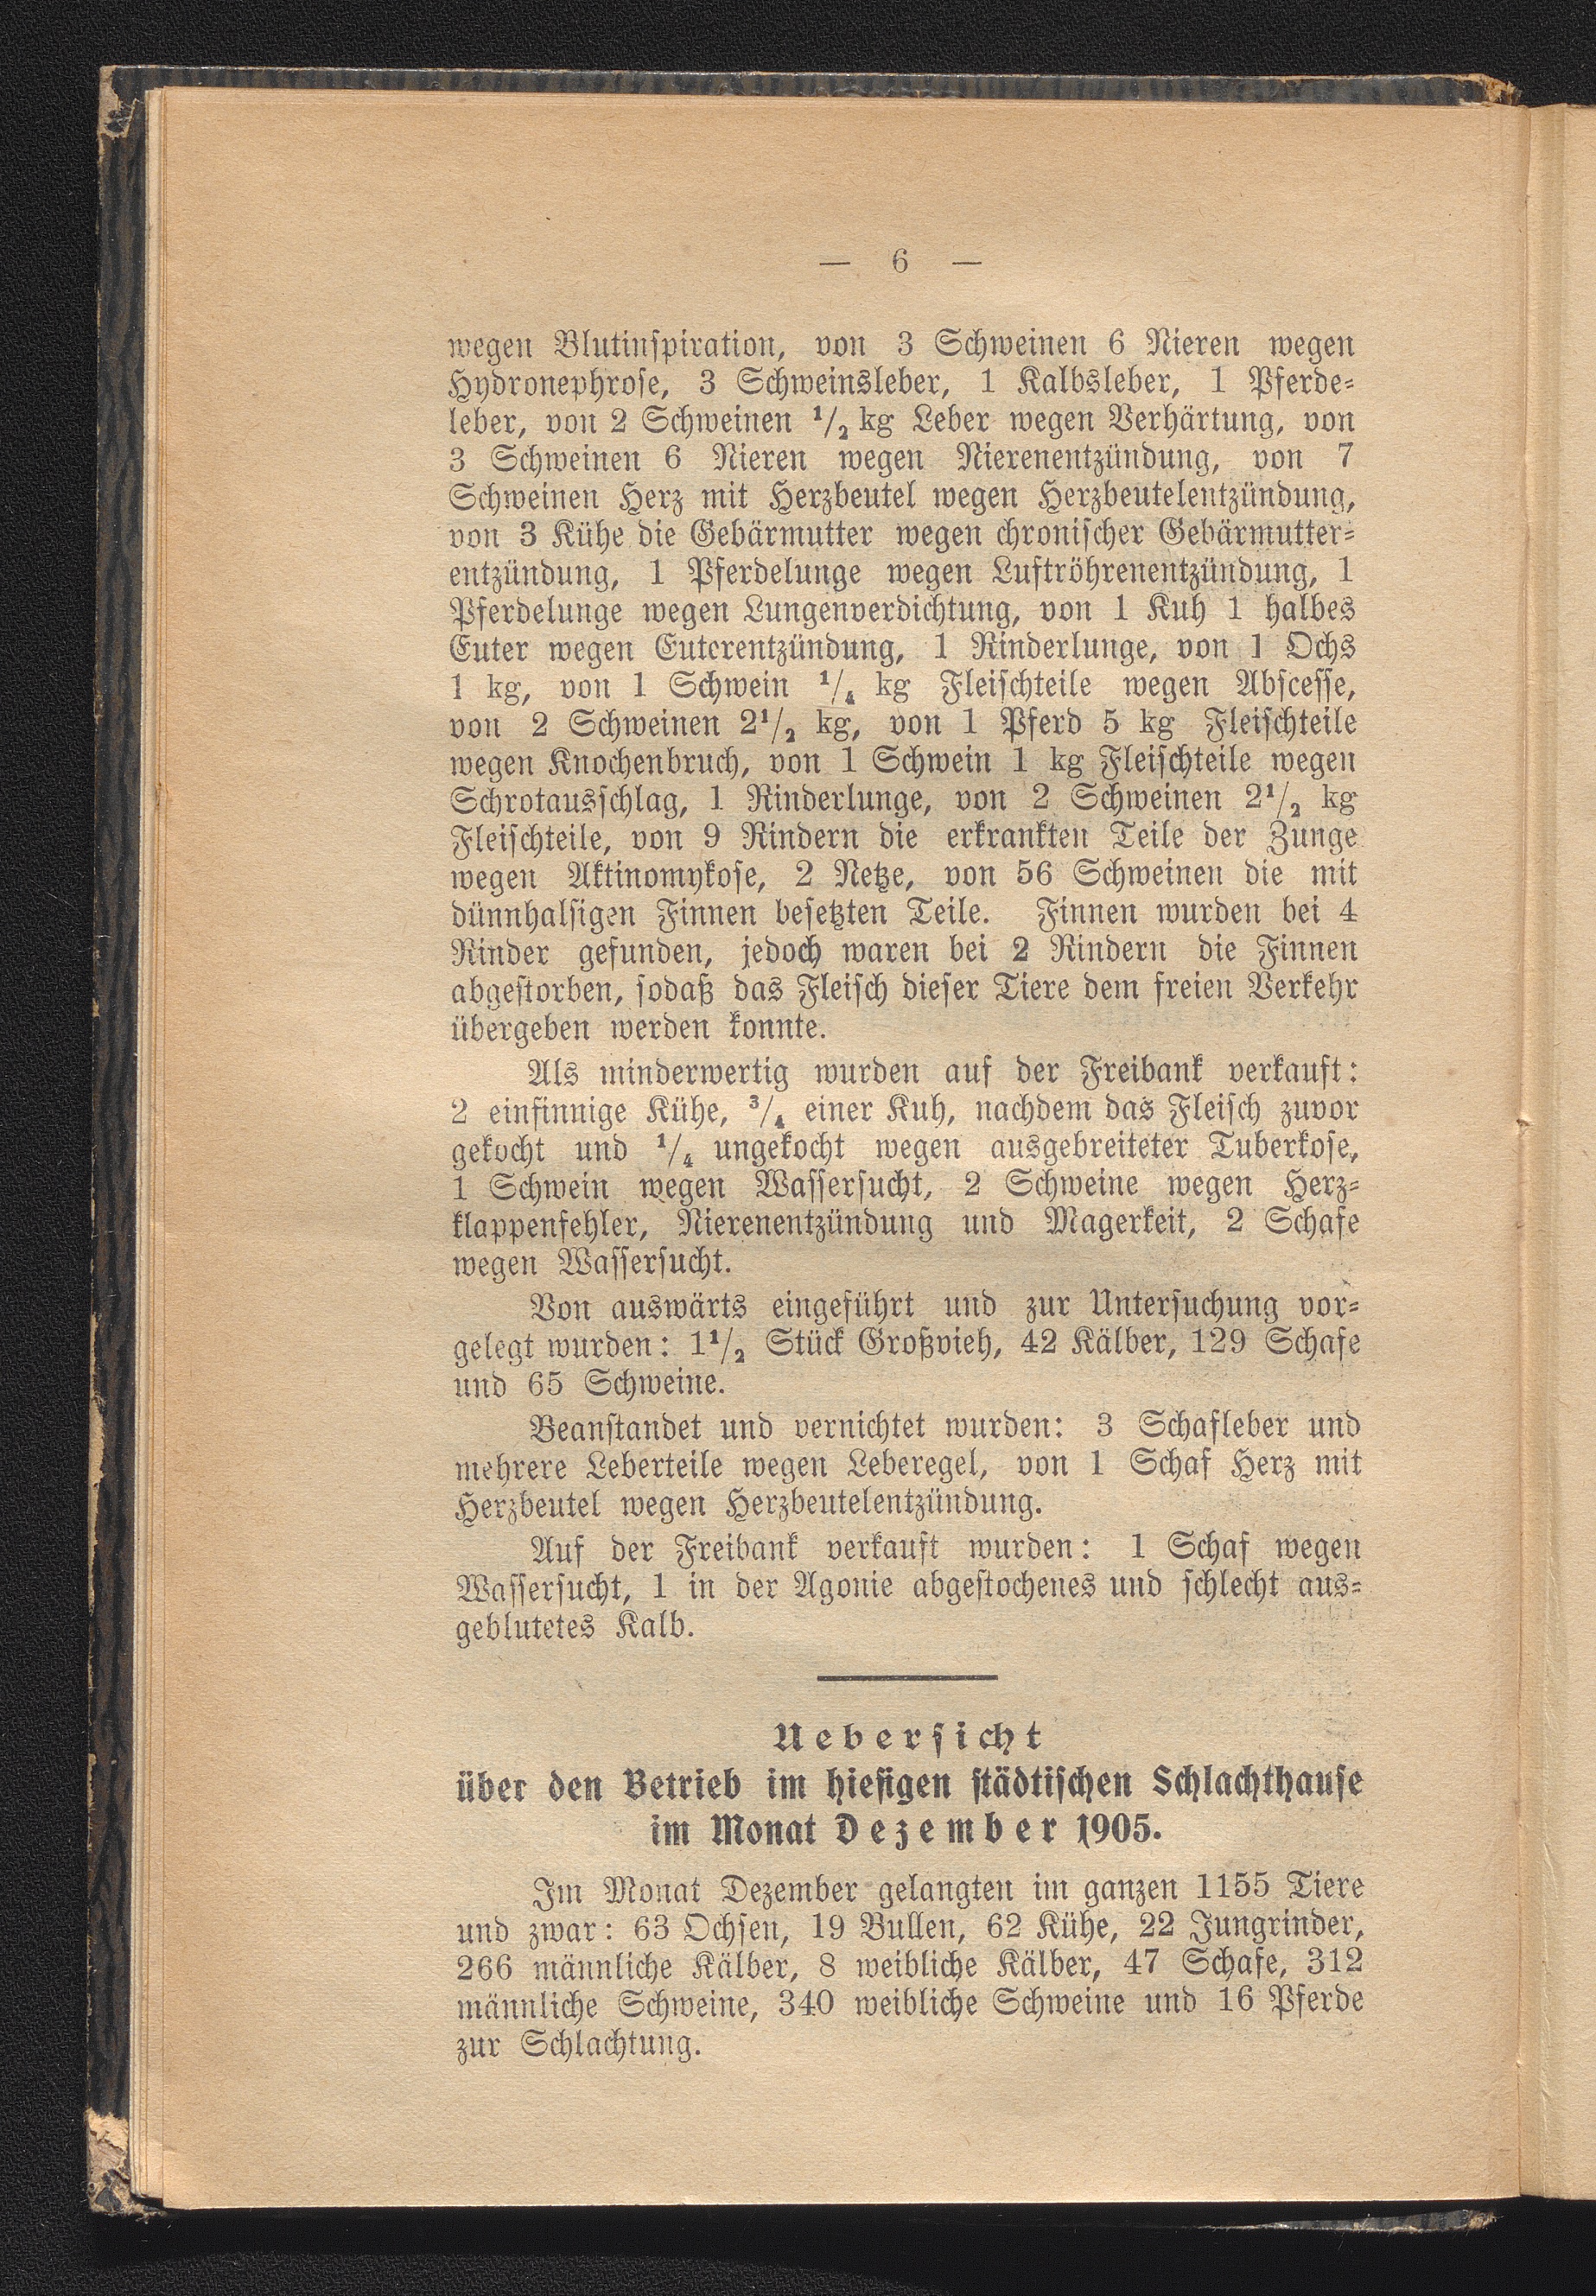 — 6 —
wegen Blutinspiration, von 3 Schweinen 6 Nieren wegen
Hydronephrose, 3 Schweinsleber, 1 Kalbsleber, 1 Pferde-
leber, von 2 Schweinen 1/2 kg Leber wegen Verhärtung, von
3 Schweinen 6 Nieren wegen Nierenentzündung, von 7
Schweinen Herz mit Herzbeutel wegen Herzbeutelentzündung,
von 3 Kühe die Gebärmutter wegen chronischer Gebärmutter-
entzündung, 1 Pferdelunge wegen Luftröhrenentzündung, 1
Pferdelunge wegen Lungenverdichtung, von 1 Kuh 1 halbes
Euter wegen Euterentzündung, 1 Rinderlunge, von 1 Ochs
1 kg, von 1 Schwein 1/4 kg Fleischteile wegen Abscesse,
von 2 Schweinen 2 1/2 kg, von 1 Pferd 5 kg Fleischteile
wegen Knochenbruch, von 1 Schwein 1 kg Fleischteile wegen
Schrotausschlag, 1 Rinderlunge, von 2 Schweinen 2 1/2 kg
Fleischteile, von 9 Rindern die erkrankten Teile der Zunge
wegen Aktinomykose, 2 Netze, von 56 Schweinen die mit
dünnhalsigen Finnen besetzten Teile. Finnen wurden bei 4
Rinder gefunden, jedoch waren bei 2 Rindern die Finnen
abgestorben, sodaß das Fleisch dieser Tiere dem freien Verkehr
übergeben werden konnte.
Als minderwertig wurden auf der Freibank verkauft:
2 einfinnige Kühe, 3/4 einer Kuh, nachdem das Fleisch zuvor
gekocht und 1/4 ungekocht wegen ausgebreiteter Tuberkose,
1 Schwein wegen Wassersucht, 2 Schweine wegen Herz-
klappenfehler, Nierenentzündung und Magerkeit, 2 Schafe
wegen Wassersucht.
Von auswärts eingeführt und zur Untersuchung vor-
gelegt wurden: 1 1/2 Stück Großvieh, 42 Kälber, 129 Schafe
und 65 Schweine.
Beanstandet und vernichtet wurden: 3 Schafleber und
mehrere Leberteile wegen Leberegel, von 1 Schaf Herz mit
Herzbeutel wegen Herzbeutelentzündung.
Auf der Freibank verkauft wurden: 1 Schaf wegen
Wassersucht, 1 in der Agonie abgestochenes und schlecht aus-
geblutetes Kalb.
Uebersicht
über den Betrieb im hiesigen städtischen Schlachthause
im Monat Dezember 1905.
Im Monat Dezember gelangten im ganzen 1155 Tiere
und zwar: 63 Ochsen, 19 Bullen, 62 Kühe, 22 Jungrinder,
266 männliche Kälber, 8 weibliche Kälber, 47 Schafe, 312
männliche Schweine, 340 weibliche Schweine und 16 Pferde
zur Schlachtung.